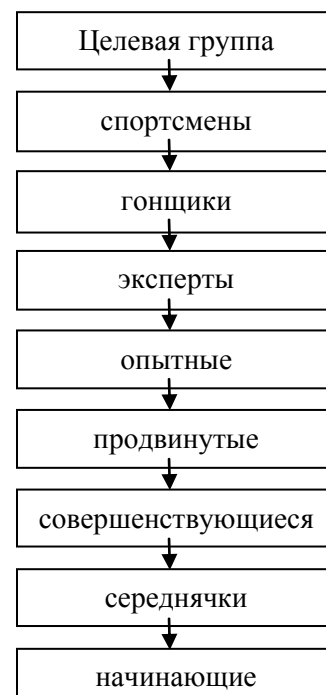 Целевая группа
спортсмены
гонщики
эксперты
опытные
продвинутые
совершенствующиеся
середнячки
начинающие